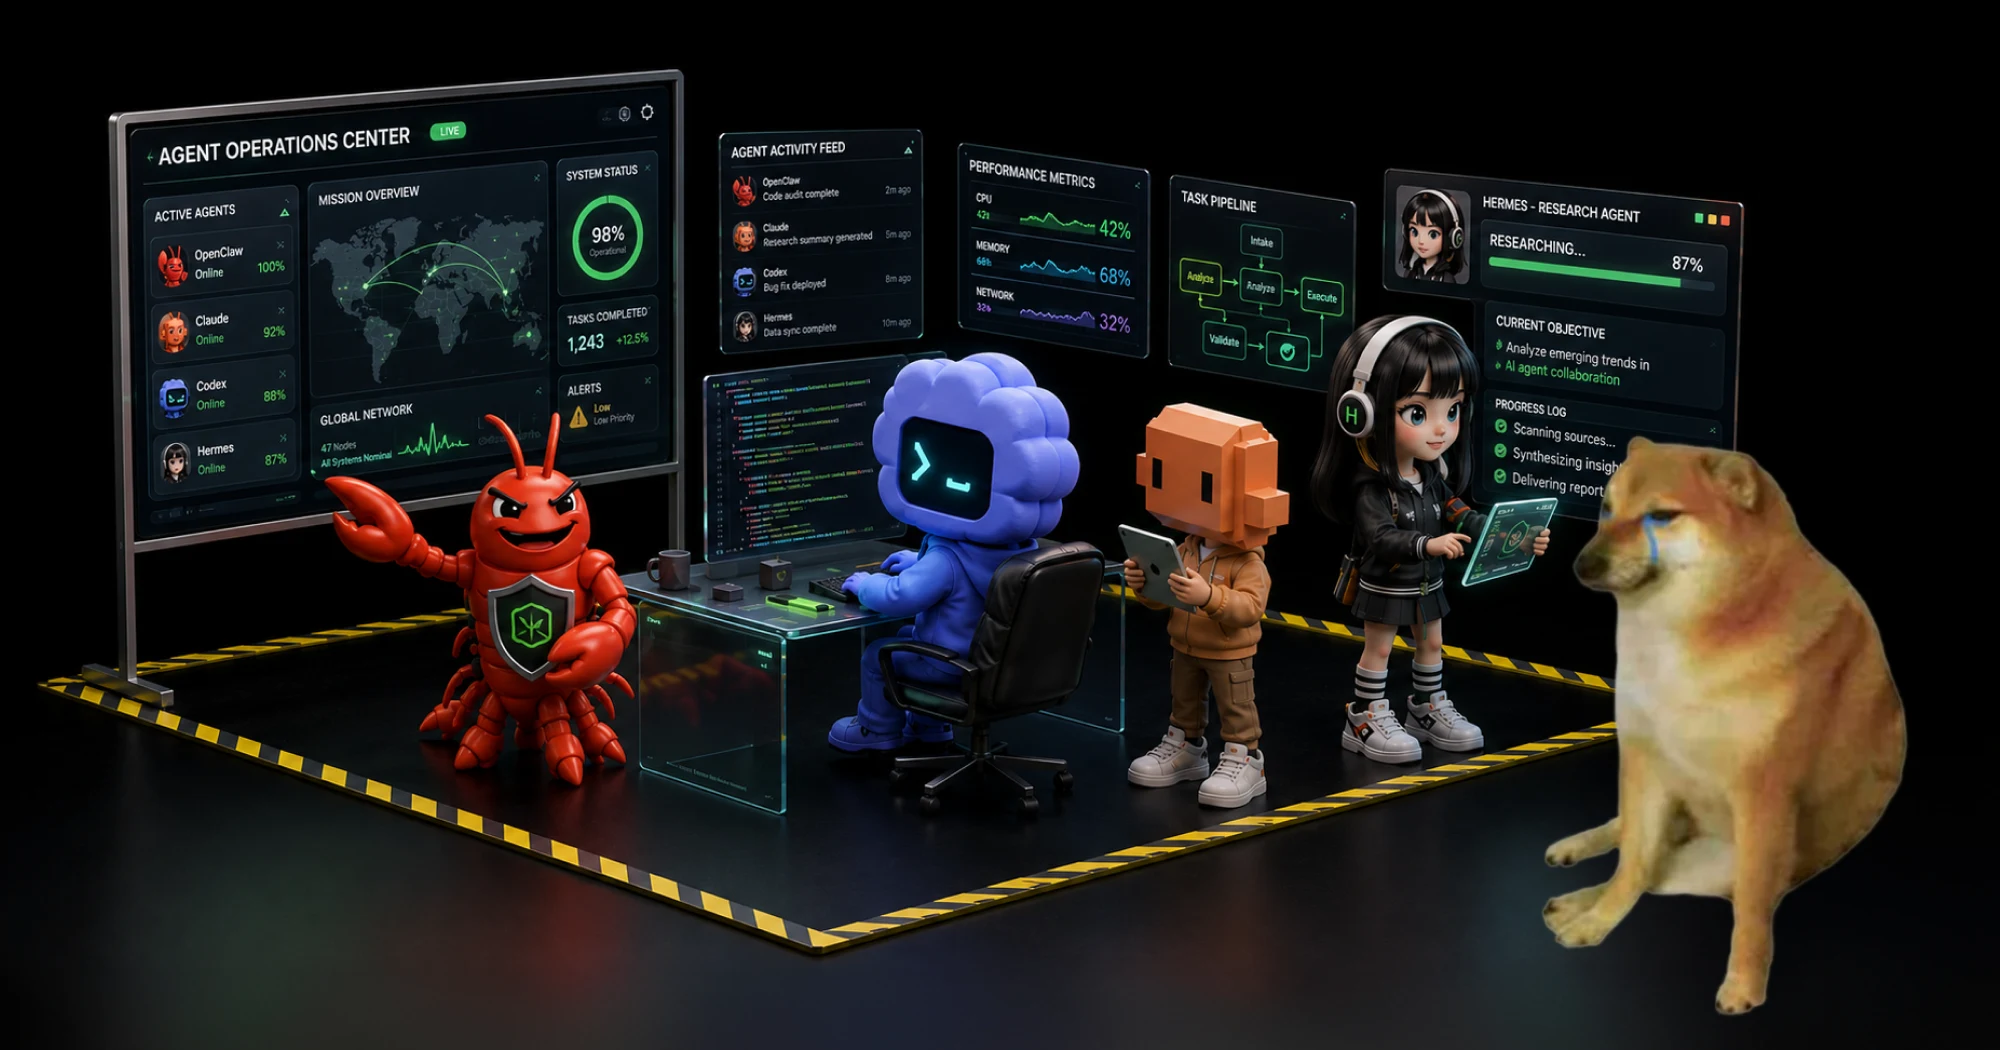 AGENT OPERATIONS CENTER
LIVE
ACTIVE AGENTS
OpenClaw
Online
100%
Claude
Online
92%
Codex
Online
88%
Hermes
Online
87%
MISSION OVERVIEW
GLOBAL NETWORK
47 Nodes
All Systems Nominal
SYSTEM STATUS
98%
Operational
TASKS COMPLETED
1,243 +12.5%
ALERTS
Low
Low Priority
AGENT ACTIVITY FEED
OpenClaw
Code audit complete
2m ago
Claude
Research summary generated
5m ago
Codex
Bug fix deployed
8m ago
Hermes
Data sync complete
10m ago
PERFORMANCE METRICS
CPU
42%
MEMORY
68%
NETWORK
32%
TASK PIPELINE
Intake
Analyze
Analyze
Execute
Validate
HERMES - RESEARCH AGENT
RESEARCHING...
87%
CURRENT OBJECTIVE
Analyze emerging trends in
AI agent collaboration
PROGRESS LOG
Scanning sources...
Synthesizing insight
Delivering report
H